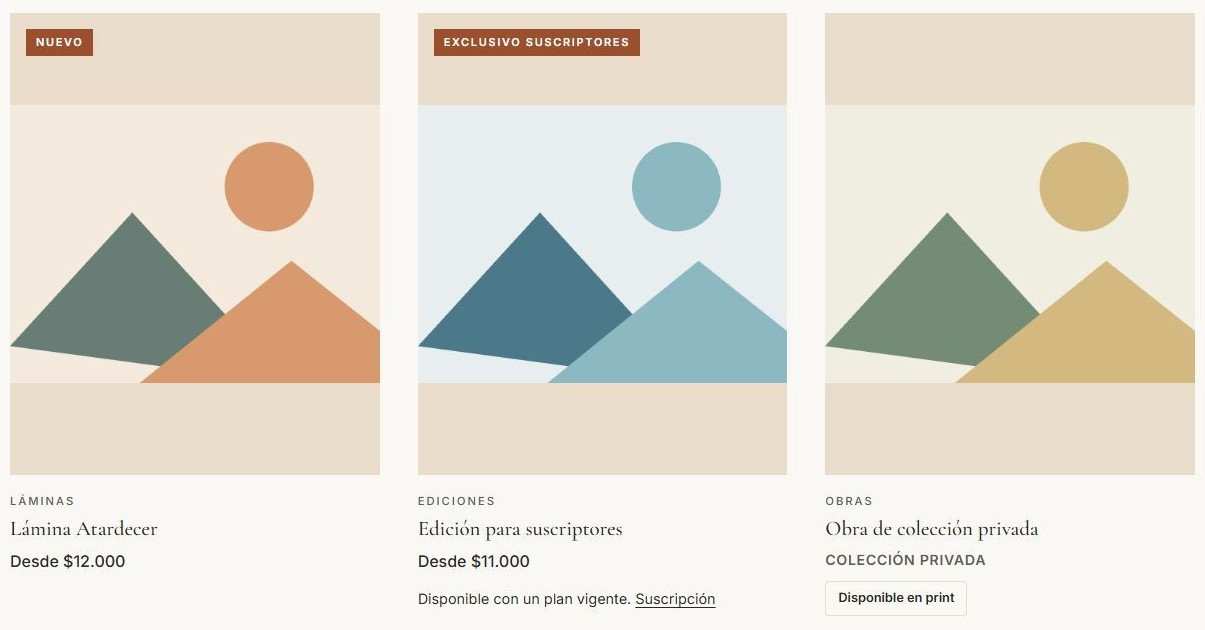 NUEVO
LÁMINAS
Lámina Atardecer
Desde $12.000
EXCLUSIVO SUSCRIPTORES
EDICIONES
Edición para suscriptores
Desde $11.000
Disponible con un plan vigente. Suscripción
OBRAS
Obra de colección privada
COLECCIÓN PRIVADA
Disponible en print